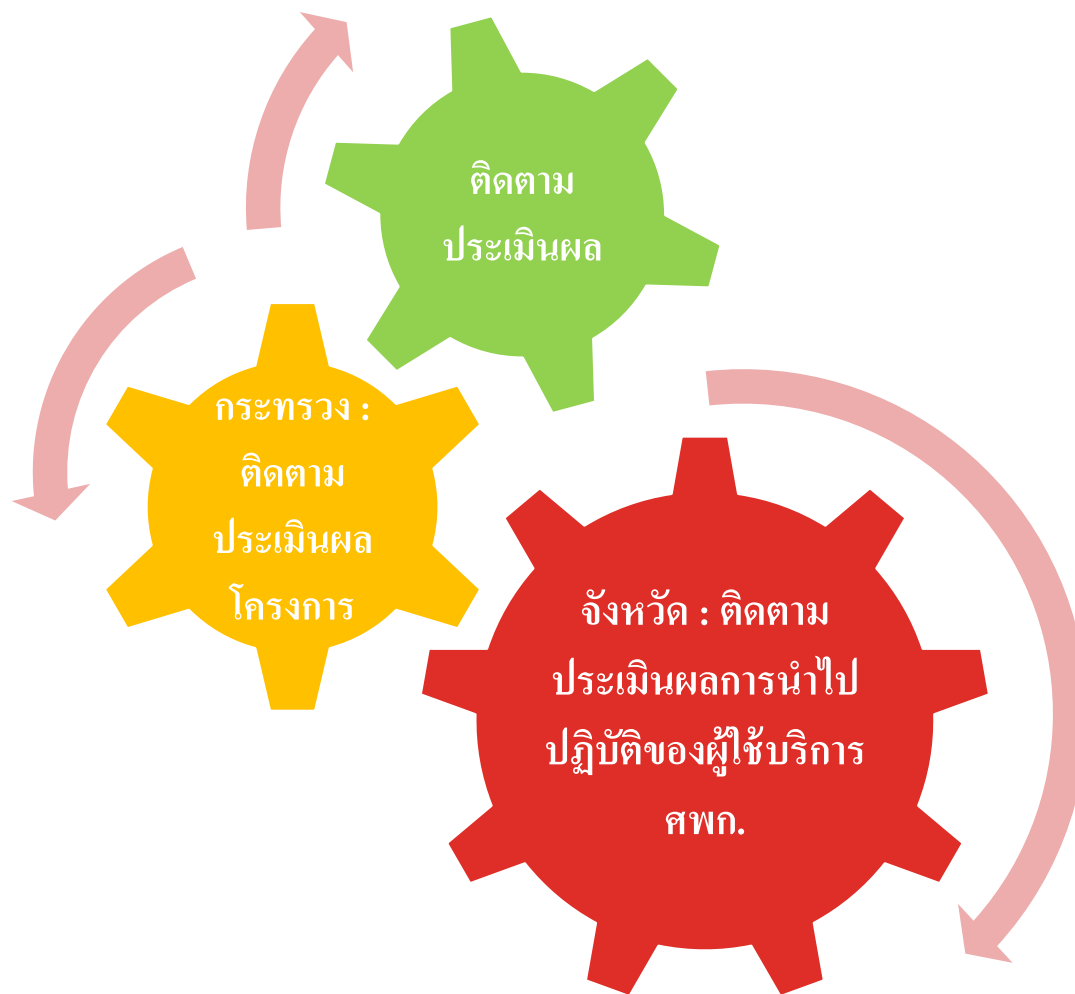 ติดตาม
ประเมินผล
กระทรวง :
ติดตาม
ประเมินผล
โครงการ
จังหวัด : ติดตาม
ประเมินผลการนำไป
ปฏิบัติของผู้ใช้บริการ
ศพก.